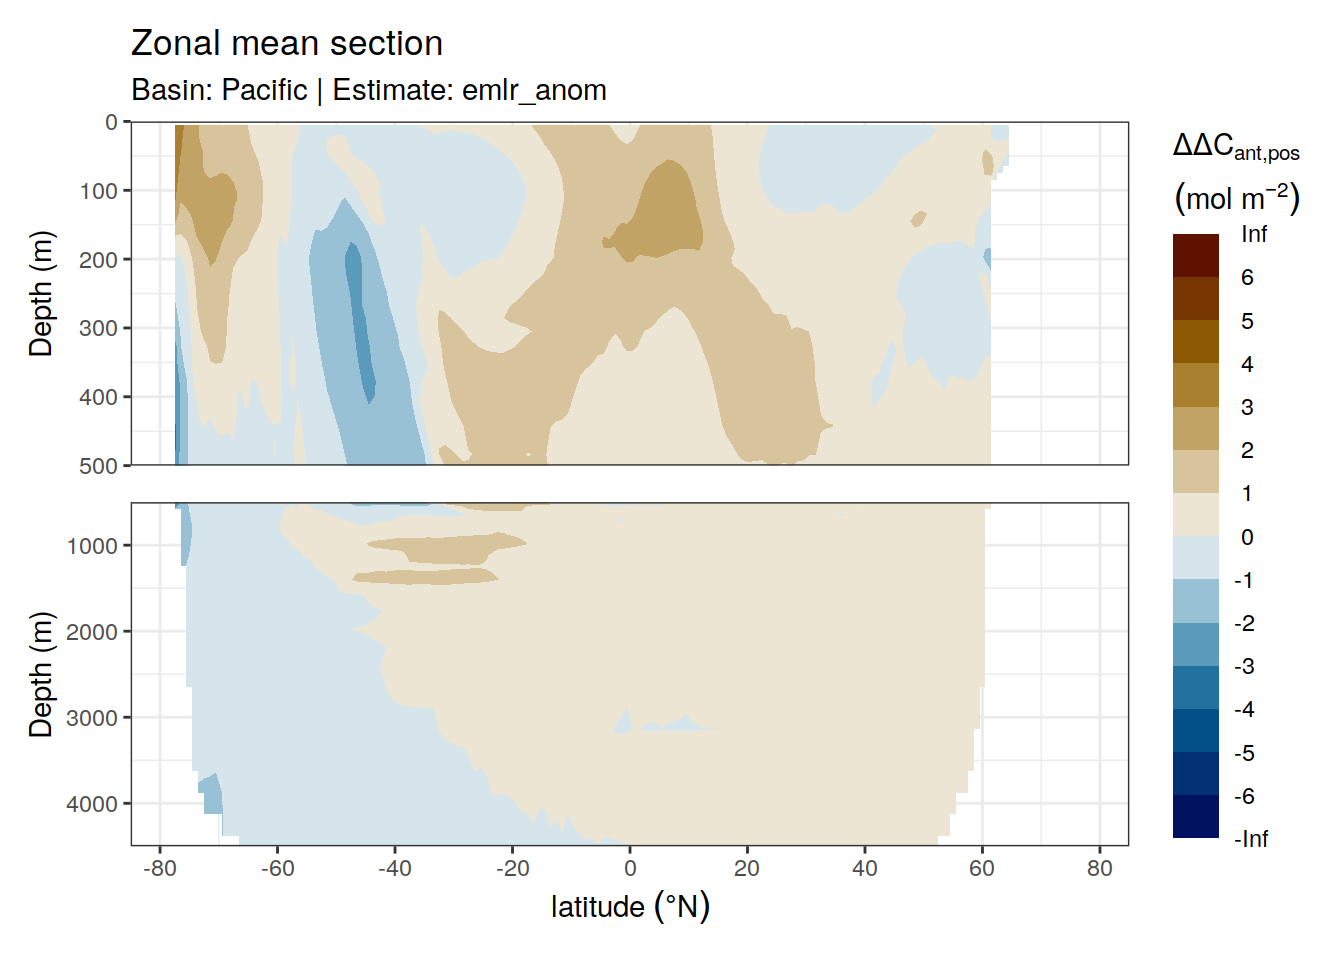 Zonal mean section
Basin: Pacific | Estimate: emlr_anom
0
100
200
300
400
500
Depth (m)
1000
2000
3000
4000
Depth (m)
-80 -60 -40 -20 0 20 40 60 80
latitude (°N)
ΔΔC_ant,pos
(mol m⁻²)
Inf
6
5
4
3
2
1
0
-1
-2
-3
-4
-5
-6
-Inf